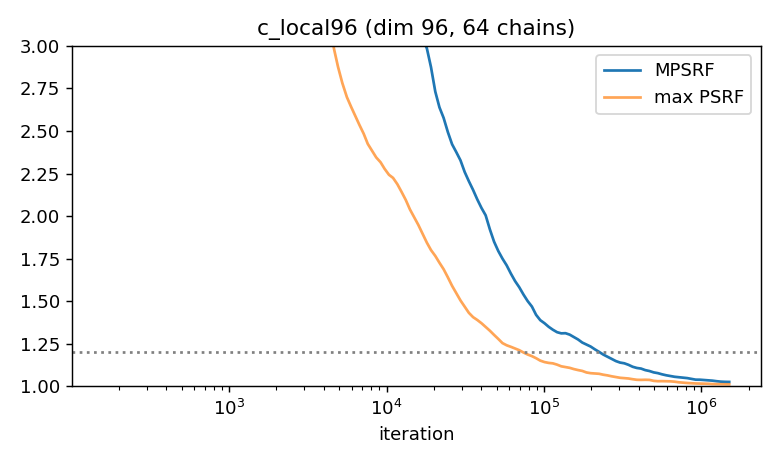 c_local96 (dim 96, 64 chains)
3.00
2.75
2.50
2.25
2.00
1.75
1.50
1.25
1.00
MPSRF
max PSRF
10³ 10⁴ 10⁵ 10⁶
iteration